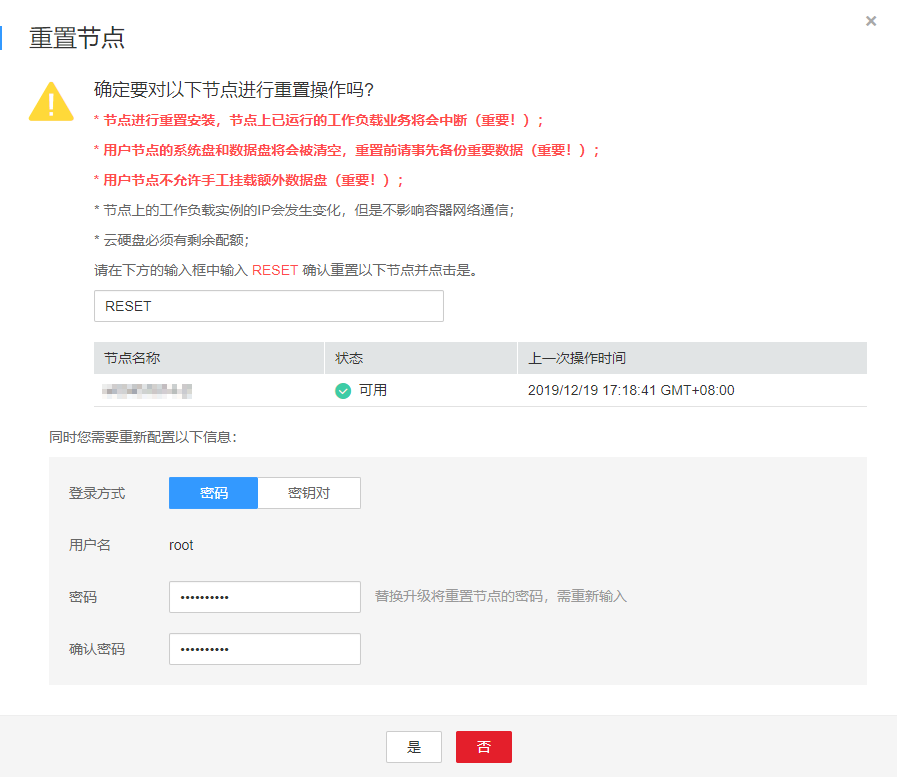 重置节点
×
确定要对以下节点进行重置操作吗?
* 节点进行重置安装，节点上已运行的工作负载业务将会中断（重要！）;
* 用户节点的系统盘和数据盘将会被清空，重置前请事先备份重要数据（重要！）;
* 用户节点不允许手工挂载额外数据盘（重要！）;
* 节点上的工作负载实例的IP会发生变化，但是不影响容器网络通信;
* 云硬盘必须有剩余配额;
请在下方的输入框中输入 RESET 确认重置以下节点并点击是。
RESET
节点名称 状态 上一次操作时间
可用 2019/12/19 17:18:41 GMT+08:00
同时您需要重新配置以下信息:
登录方式 密码 密钥对
用户名 root
密码 •••••••••• 替换升级将重置节点的密码，需重新输入
确认密码 ••••••••••
是 否